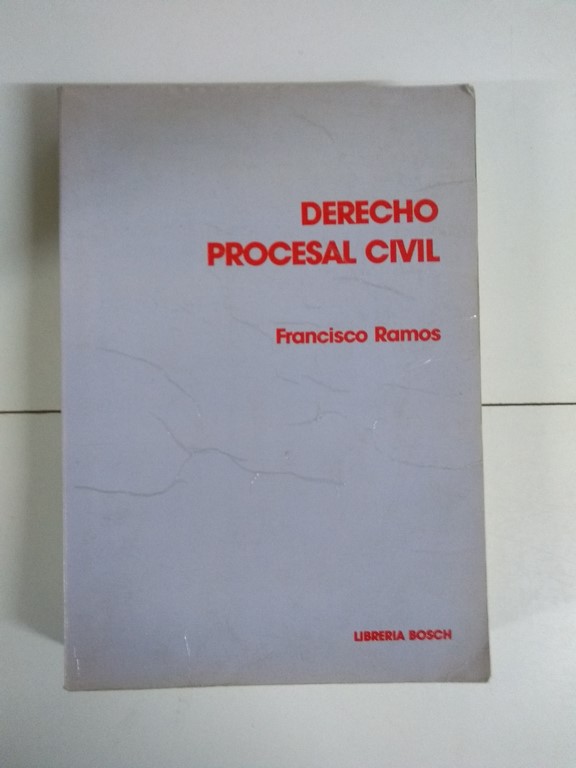 DERECHO
PROCESAL CIVIL
Francisco Ramos
LIBRERIA BOSCH